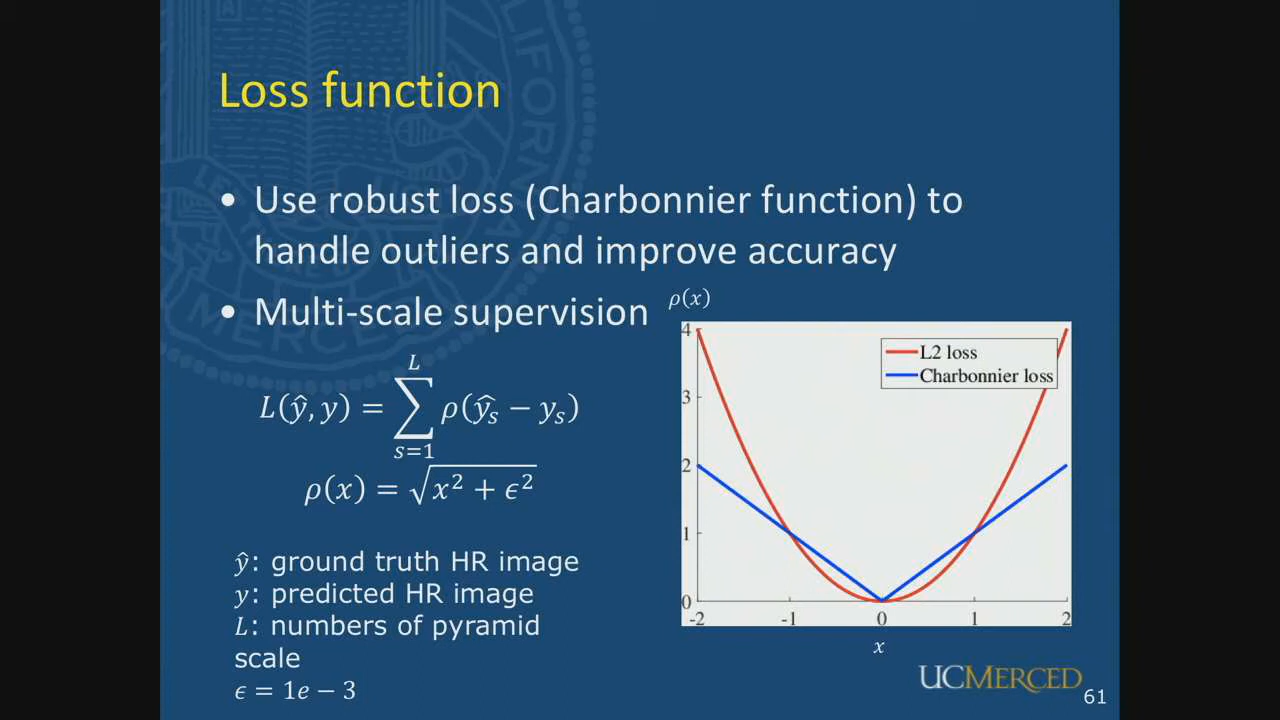 Loss function
• Use robust loss (Charbonnier function) to
handle outliers and improve accuracy
• Multi-scale supervision
ρ(x)
L(ŷ, y) = ∑_{s=1}^{L} ρ(ŷ_s − y_s)
ρ(x) = √(x² + ϵ²)
ŷ: ground truth HR image
y: predicted HR image
L: numbers of pyramid
scale
ϵ = 1e − 3
L2 loss
Charbonnier loss
4
3
2
1
0
-2 -1 0 1 2
x
UCMERCED
61